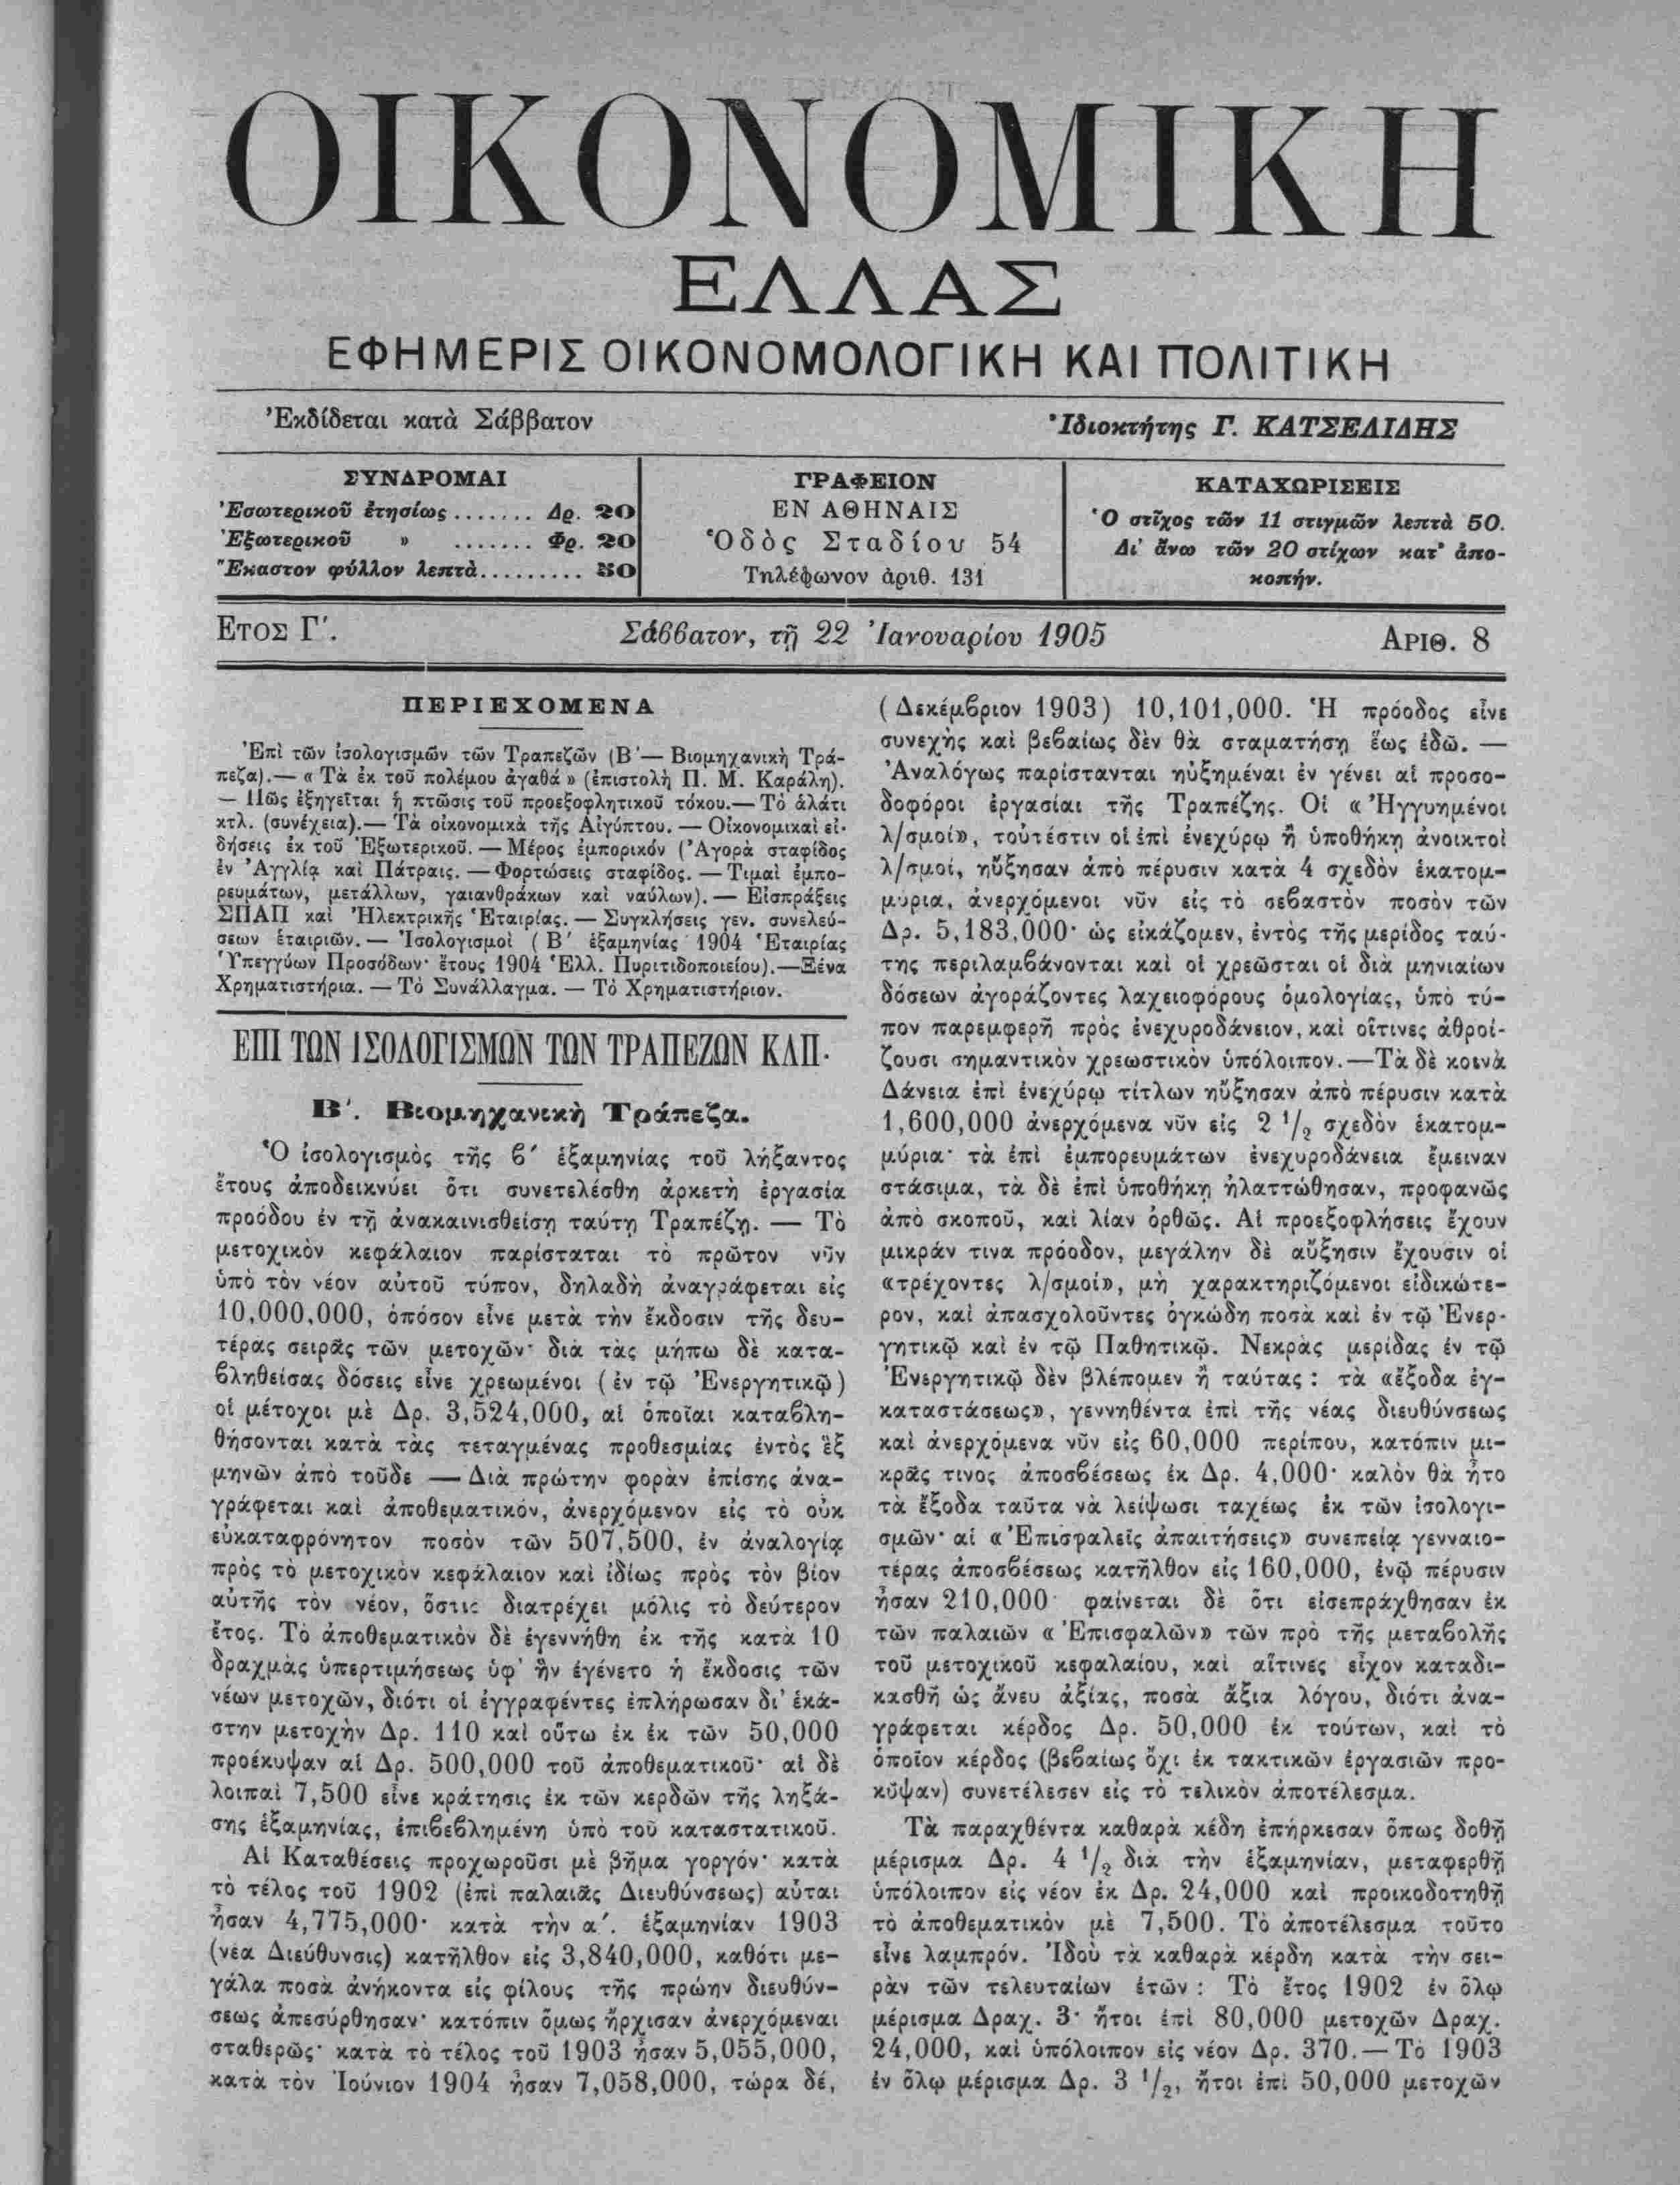 ΟΙΚΟΝΟΜΙΚΗ
ΕΛΛΑΣ
ΕΦΗΜΕΡΙΣ ΟΙΚΟΝΟΜΟΛΟΓΙΚΗ ΚΑΙ ΠΟΛΙΤΙΚΗ
Ἐκδίδεται κατὰ Σάββατον
Ἰδιοκτήτης Γ. ΚΑΤΣΕΛΙΔΗΣ
ΣΥΝΔΡΟΜΑΙ
Ἐσωτερικοῦ ἐτησίως ....... Δρ. 20
Ἐξωτερικοῦ » ....... Φρ. 20
Ἕκαστον φύλλον λεπτὰ.......... 50
ΓΡΑΦΕΙΟΝ
ΕΝ ΑΘΗΝΑΙΣ
Ὁδὸς Σταδίου 54
Τηλέφωνον ἀριθ. 131
ΚΑΤΑΧΩΡΙΣΕΙΣ
Ὁ στῖχος τῶν 11 στιγμῶν λεπτὰ 50.
Δι' ἄνω τῶν 20 στίχων κατ' ἀπο-
κοπήν.
ΕΤΟΣ Γ'.
Σάββατον, τῇ 22 Ἰανουαρίου 1905
ΑΡΙΘ. 8
ΠΕΡΙΕΧΟΜΕΝΑ
Ἐπὶ τῶν ἰσολογισμῶν τῶν Τραπεζῶν (Β'— Βιομηχανικὴ Τρά-
πεζα).— «Τὰ ἐκ τοῦ πολέμου ἀγαθὰ» (ἐπιστολὴ Π. Μ. Καράλη).
— Πῶς ἐξηγεῖται ἡ πτῶσις τοῦ προεξοφλητικοῦ τόκου.— Τὸ ἁλάτι
κτλ. (συνέχεια).— Τὰ οἰκονομικὰ τῆς Αἰγύπτου. — Οἰκονομικαὶ εἰ-
δήσεις ἐκ τοῦ Ἐξωτερικοῦ. — Μέρος ἐμπορικόν (Ἀγορὰ σταφίδος
ἐν Ἀγγλίᾳ καὶ Πάτραις. — Φορτώσεις σταφίδος. — Τιμαὶ ἐμπο-
ρευμάτων, μετάλλων, γαιανθράκων καὶ ναύλων). — Εἰσπράξεις
ΣΠΑΠ καὶ Ἠλεκτρικῆς Ἑταιρίας. — Συγκλήσεις γεν. συνελεύ-
σεων ἑταιριῶν. — Ἰσολογισμοὶ (Β' ἑξαμηνίας 1904 Ἑταιρίας
Ὑπεγγύων Προσόδων· ἔτους 1904 Ἑλλ. Πυριτιδοποιείου).—Ξένα
Χρηματιστήρια. — Τὸ Συνάλλαγμα. — Τὸ Χρηματιστήριον.
ΕΠΙ ΤΩΝ ΙΣΟΛΟΓΙΣΜΩΝ ΤΩΝ ΤΡΑΠΕΖΩΝ ΚΛΠ.
Β'. Βιομηχανικὴ Τράπεζα.
Ὁ ἰσολογισμὸς τῆς β' ἑξαμηνίας τοῦ λήξαντος
ἔτους ἀποδεικνύει ὅτι συνετελέσθη ἀρκετὴ ἐργασία
προόδου ἐν τῇ ἀνακαινισθείσῃ ταύτῃ Τραπέζῃ. — Τὸ
μετοχικὸν κεφάλαιον παρίσταται τὸ πρῶτον νῦν
ὑπὸ τὸν νέον αὐτοῦ τύπον, δηλαδὴ ἀναγράφεται εἰς
10,000,000, ὁπόσον εἶνε μετὰ τὴν ἔκδοσιν τῆς δευ-
τέρας σειρᾶς τῶν μετοχῶν· διὰ τὰς μήπω δὲ κατα-
βληθείσας δόσεις εἶνε χρεωμένοι (ἐν τῷ Ἐνεργητικῷ)
οἱ μέτοχοι μὲ Δρ. 3,524,000, αἱ ὁποῖαι καταβλη-
θήσονται κατὰ τὰς τεταγμένας προθεσμίας ἐντὸς ἓξ
μηνῶν ἀπὸ τοῦδε — Διὰ πρώτην φορὰν ἐπίσης ἀνα-
γράφεται καὶ ἀποθεματικόν, ἀνερχόμενον εἰς τὸ οὐκ
εὐκαταφρόνητον ποσὸν τῶν 507,500, ἐν ἀναλογίᾳ
πρὸς τὸ μετοχικὸν κεφάλαιον καὶ ἰδίως πρὸς τὸν βίον
αὐτῆς τὸν νέον, ὅστις διατρέχει μόλις τὸ δεύτερον
ἔτος. Τὸ ἀποθεματικὸν δὲ ἐγεννήθη ἐκ τῆς κατὰ 10
δραχμὰς ὑπερτιμήσεως ὑφ' ἣν ἐγένετο ἡ ἔκδοσις τῶν
νέων μετοχῶν, διότι οἱ ἐγγραφέντες ἐπλήρωσαν δι' ἑκά-
στην μετοχὴν Δρ. 110 καὶ οὕτω ἐκ ἐκ τῶν 50,000
προέκυψαν αἱ Δρ. 500,000 τοῦ ἀποθεματικοῦ· αἱ δὲ
λοιπαὶ 7,500 εἶνε κράτησις ἐκ τῶν κερδῶν τῆς ληξά-
σης ἑξαμηνίας, ἐπιβεβλημένη ὑπὸ τοῦ καταστατικοῦ.
Αἱ Καταθέσεις προχωροῦσι μὲ βῆμα γοργόν· κατὰ
τὸ τέλος τοῦ 1902 (ἐπὶ παλαιᾶς Διευθύνσεως) αὗται
ἦσαν 4,775,000· κατὰ τὴν α'. ἑξαμηνίαν 1903
(νέα Διεύθυνσις) κατῆλθον εἰς 3,840,000, καθότι με-
γάλα ποσὰ ἀνήκοντα εἰς φίλους τῆς πρώην διευθύν-
σεως ἀπεσύρθησαν· κατόπιν ὅμως ἤρχισαν ἀνερχόμεναι
σταθερῶς· κατὰ τὸ τέλος τοῦ 1903 ἦσαν 5,055,000,
κατὰ τὸν Ἰούνιον 1904 ἦσαν 7,058,000, τώρα δέ,
(Δεκέμβριον 1903) 10,101,000. Ἡ πρόοδος εἶνε
συνεχὴς καὶ βεβαίως δὲν θὰ σταματήσῃ ἕως ἐδῶ. —
Ἀναλόγως παρίστανται ηὐξημέναι ἐν γένει αἱ προσο-
δοφόροι ἐργασίαι τῆς Τραπέζης. Οἱ «Ἠγγυημένοι
λ/σμοί», τοὐτέστιν οἱ ἐπὶ ἐνεχύρῳ ἢ ὑποθήκῃ ἀνοικτοὶ
λ/σμοί, ηὔξησαν ἀπὸ πέρυσιν κατὰ 4 σχεδὸν ἑκατομ-
μύρια, ἀνερχόμενοι νῦν εἰς τὸ σεβαστὸν ποσὸν τῶν
Δρ. 5,183,000· ὡς εἰκάζομεν, ἐντὸς τῆς μερίδος ταύ-
της περιλαμβάνονται καὶ οἱ χρεῶσται οἱ διὰ μηνιαίων
δόσεων ἀγοράζοντες λαχειοφόρους ὁμολογίας, ὑπὸ τύ-
πον παρεμφερῆ πρὸς ἐνεχυροδάνειον, καὶ οἵτινες ἀθροί-
ζουσι σημαντικὸν χρεωστικὸν ὑπόλοιπον.—Τὰ δὲ κοινὰ
Δάνεια ἐπὶ ἐνεχύρῳ τίτλων ηὔξησαν ἀπὸ πέρυσιν κατὰ
1,600,000 ἀνερχόμενα νῦν εἰς 2 1/2 σχεδὸν ἑκατομ-
μύρια· τὰ ἐπὶ ἐμπορευμάτων ἐνεχυροδάνεια ἔμειναν
στάσιμα, τὰ δὲ ἐπὶ ὑποθήκῃ ἠλαττώθησαν, προφανῶς
ἀπὸ σκοποῦ, καὶ λίαν ὀρθῶς. Αἱ προεξοφλήσεις ἔχουν
μικράν τινα πρόοδον, μεγάλην δὲ αὔξησιν ἔχουσιν οἱ
«τρέχοντες λ/σμοί», μὴ χαρακτηριζόμενοι εἰδικώτε-
ρον, καὶ ἀπασχολοῦντες ὀγκώδη ποσὰ καὶ ἐν τῷ Ἐνερ-
γητικῷ καὶ ἐν τῷ Παθητικῷ. Νεκρὰς μερίδας ἐν τῷ
Ἐνεργητικῷ δὲν βλέπομεν ἢ ταύτας : τὰ «ἔξοδα ἐγ-
καταστάσεως», γεννηθέντα ἐπὶ τῆς νέας διευθύνσεως
καὶ ἀνερχόμενα νῦν εἰς 60,000 περίπου, κατόπιν μι-
κρᾶς τινος ἀποσβέσεως ἐκ Δρ. 4,000· καλὸν θὰ ἦτο
τὰ ἔξοδα ταῦτα νὰ λείψωσι ταχέως ἐκ τῶν ἰσολογι-
σμῶν· αἱ «Ἐπισφαλεῖς ἀπαιτήσεις» συνεπείᾳ γενναιο-
τέρας ἀποσβέσεως κατῆλθον εἰς 160,000, ἐνῷ πέρυσιν
ἦσαν 210,000· φαίνεται δὲ ὅτι εἰσεπράχθησαν ἐκ
τῶν παλαιῶν «Ἐπισφαλῶν» τῶν πρὸ τῆς μεταβολῆς
τοῦ μετοχικοῦ κεφαλαίου, καὶ αἵτινες εἶχον καταδι-
κασθῆ ὡς ἄνευ ἀξίας, ποσὰ ἄξια λόγου, διότι ἀνα-
γράφεται κέρδος Δρ. 50,000 ἐκ τούτων, καὶ τὸ
ὁποῖον κέρδος (βεβαίως ὄχι ἐκ τακτικῶν ἐργασιῶν προ-
κῦψαν) συνετέλεσεν εἰς τὸ τελικὸν ἀποτέλεσμα.
Τὰ παραχθέντα καθαρὰ κέδη ἐπήρκεσαν ὅπως δοθῇ
μέρισμα Δρ. 4 1/2 διὰ τὴν ἑξαμηνίαν, μεταφερθῇ
ὑπόλοιπον εἰς νέον ἐκ Δρ. 24,000 καὶ προικοδοτηθῇ
τὸ ἀποθεματικὸν μὲ 7,500. Τὸ ἀποτέλεσμα τοῦτο
εἶνε λαμπρόν. Ἰδοὺ τὰ καθαρὰ κέρδη κατὰ τὴν σει-
ρὰν τῶν τελευταίων ἐτῶν : Τὸ ἔτος 1902 ἐν ὅλῳ
μέρισμα Δραχ. 3· ἤτοι ἐπὶ 80,000 μετοχῶν Δραχ.
24,000, καὶ ὑπόλοιπον εἰς νέον Δρ. 370.—Τὸ 1903
ἐν ὅλῳ μέρισμα Δρ. 3 1/2, ἤτοι ἐπὶ 50,000 μετοχῶν